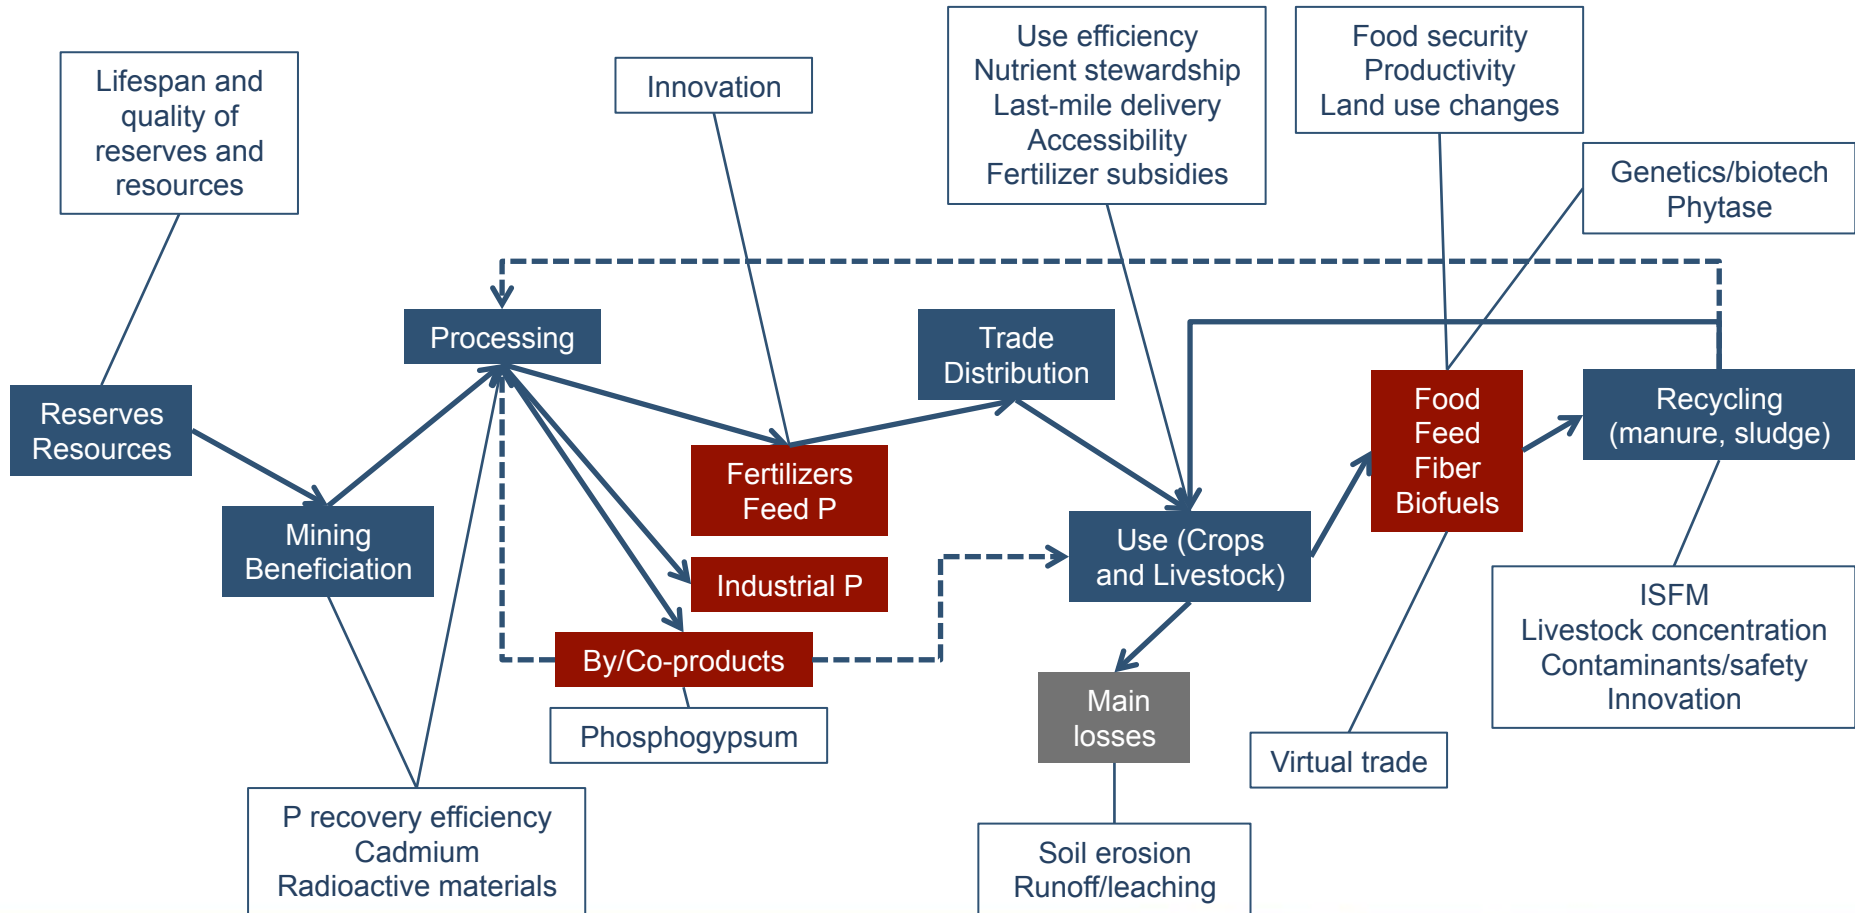 Lifespan and
quality of
reserves and
resources
Innovation
Use efficiency
Nutrient stewardship
Last-mile delivery
Accessibility
Fertilizer subsidies
Food security
Productivity
Land use changes
Genetics/biotech
Phytase
Processing
Trade
Distribution
Reserves
Resources
Food
Feed
Fiber
Biofuels
Recycling
(manure, sludge)
Fertilizers
Feed P
Mining
Beneficiation
Use (Crops
and Livestock)
Industrial P
By/Co-products
ISFM
Livestock concentration
Contaminants/safety
Innovation
Main
losses
Phosphogypsum
Virtual trade
P recovery efficiency
Cadmium
Radioactive materials
Soil erosion
Runoff/leaching